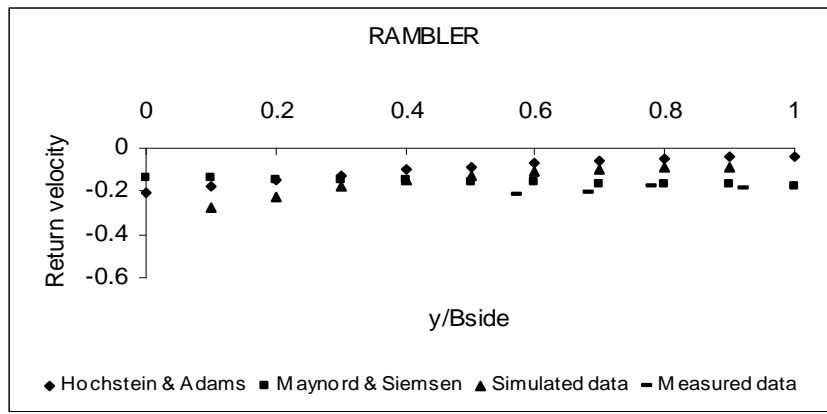 RAMBLER
0 0.2 0.4 0.6 0.8 1
0
-0.2
-0.4
-0.6
Return velocity
y/Bside
Hochstein & Adams Maynord & Siemsen Simulated data Measured data